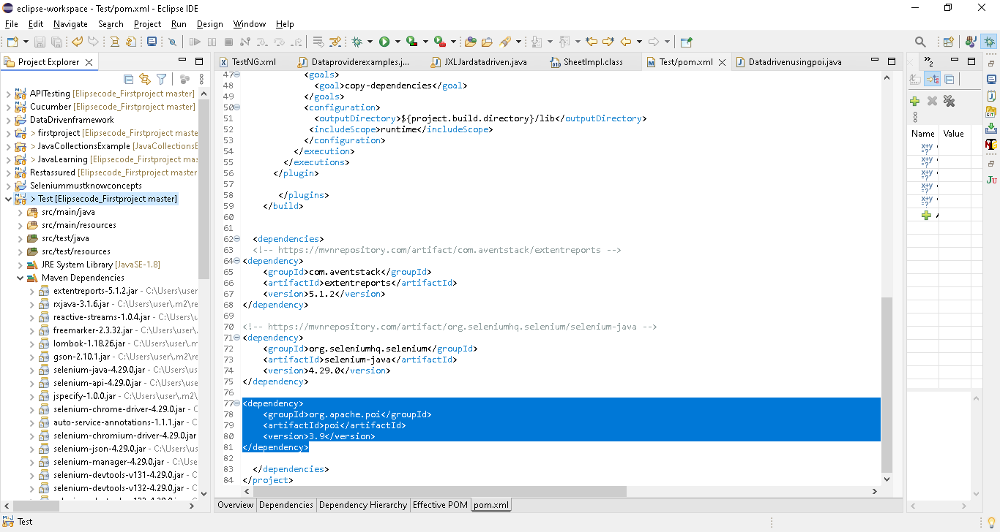 eclipse-workspace - Test/pom.xml - Eclipse IDE
File Edit Navigate Search Project Run Design Window Help
Project Explorer
APITesting [Elipsecode_Firstproject master]
Cucumber [Elipsecode_Firstproject master]
DataDrivenframework
> firstproject [Elipsecode_Firstproject maste
> JavaCollectionsExample [JavaCollectionsE
> JavaLearning [Elipsecode_Firstproject mas
Restassured [Elipsecode_Firstproject master
Seleniummustknowconcepts
> Test [Elipsecode_Firstproject master]
src/main/java
src/main/resources
src/test/java
src/test/resources
JRE System Library [JavaSE-1.8]
Maven Dependencies
extentreports-5.1.2.jar - C:\Users\user
rxjava-3.1.6.jar - C:\Users\user\.m2\re
reactive-streams-1.0.4.jar - C:\Users\
freemarker-2.3.32.jar - C:\Users\user\
lombok-1.18.26.jar - C:\Users\user\.m
gson-2.10.1.jar - C:\Users\user\.m2\re
selenium-java-4.29.0.jar - C:\Users\us
selenium-api-4.29.0.jar - C:\Users\use
jspecify-1.0.0.jar - C:\Users\user\.m2\
selenium-chrome-driver-4.29.0.jar - C
auto-service-annotations-1.1.1.jar - C
selenium-chromium-driver-4.29.0.jar
selenium-json-4.29.0.jar - C:\Users\us
selenium-manager-4.29.0.jar - C:\User
selenium-devtools-v131-4.29.0.jar - C
selenium-devtools-v132-4.29.0.jar - C
TestNG.xml Dataproviderexamples.j... JXLJardatadriven.java SheetImpl.class Test/pom.xml Datadrivenusingpoi.java
47 <goals>
48 <goal>copy-dependencies</goal>
49 </goals>
50 <configuration>
51 <outputDirectory>${project.build.directory}/lib</outputDirectory>
52 <includeScope>runtime</includeScope>
53 </configuration>
54 </execution>
55 </executions>
56 </plugin>
57
58 </plugins>
59 </build>
60
61
62 <dependencies>
63 <!-- https://mvnrepository.com/artifact/com.aventstack/extentreports -->
64 <dependency>
65 <groupId>com.aventstack</groupId>
66 <artifactId>extentreports</artifactId>
67 <version>5.1.2</version>
68 </dependency>
69
70 <!-- https://mvnrepository.com/artifact/org.seleniumhq.selenium/selenium-java -->
71 <dependency>
72 <groupId>org.seleniumhq.selenium</groupId>
73 <artifactId>selenium-java</artifactId>
74 <version>4.29.0</version>
75 </dependency>
76
77 <dependency>
78 <groupId>org.apache.poi</groupId>
79 <artifactId>poi</artifactId>
80 <version>3.9</version>
81 </dependency>
82
83 </dependencies>
84 </project>
Overview Dependencies Dependency Hierarchy Effective POM pom.xml
Name Value
Test